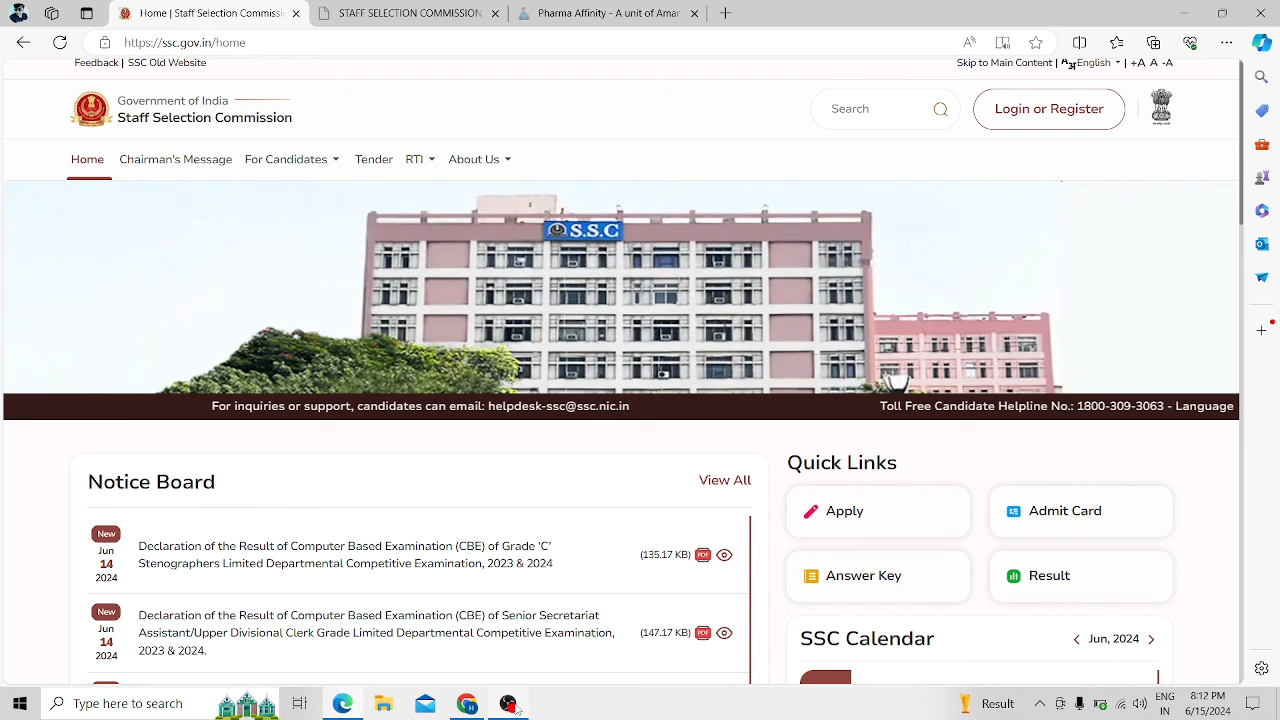 Home | Staff Selection Commissio
STAFF SELECTION COMMISSION
Pharma Affinity - A unit of Amar
https://ssc.gov.in/home
Feedback | SSC Old Website
Skip to Main Content | English | +A A -A
Government of India
Staff Selection Commission
Search
Login or Register
Home Chairman's Message For Candidates Tender RTI About Us
S.S.C
For inquiries or support, candidates can email: helpdesk-ssc@ssc.nic.in
Toll Free Candidate Helpline No.: 1800-309-3063 - Language
Notice Board
View All
New
Jun
14
2024
Declaration of the Result of Computer Based Examination (CBE) of Grade 'C'
Stenographers Limited Departmental Competitive Examination, 2023 & 2024
(135.17 KB) PDF
New
Jun
14
2024
Declaration of the Result of Computer Based Examination (CBE) of Senior Secretariat
Assistant/Upper Divisional Clerk Grade Limited Departmental Competitive Examination,
2023 & 2024.
(147.17 KB) PDF
Quick Links
Apply
Admit Card
Answer Key
Result
SSC Calendar
Jun, 2024
Type here to search
Result
ENG
IN
8:12 PM
6/15/2024